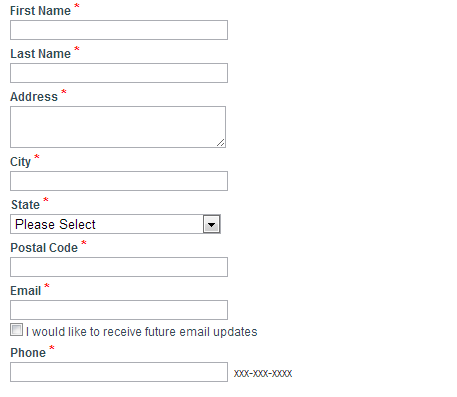 First Name *
Last Name *
Address *
City *
State *
Please Select
Postal Code *
Email *
I would like to receive future email updates
Phone *
xxx-xxx-xxxx